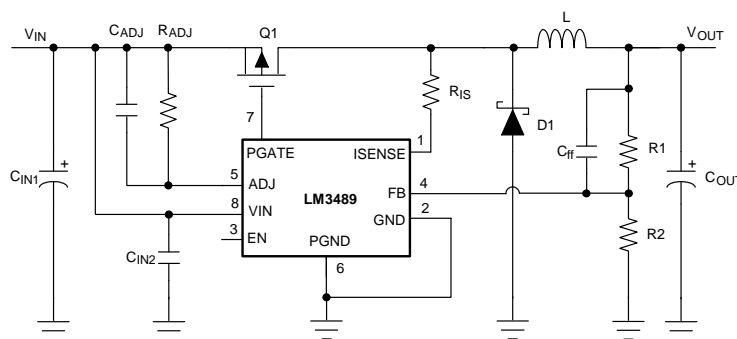 VIN
CADJ
RADJ
Q1
L
VOUT
RIS
7
1
D1
PGATE
ISENSE
Cff
R1
CIN1
+
5
ADJ
4
FB
+
COUT
8
VIN
LM3489
2
GND
3
EN
PGND
R2
CIN2
6